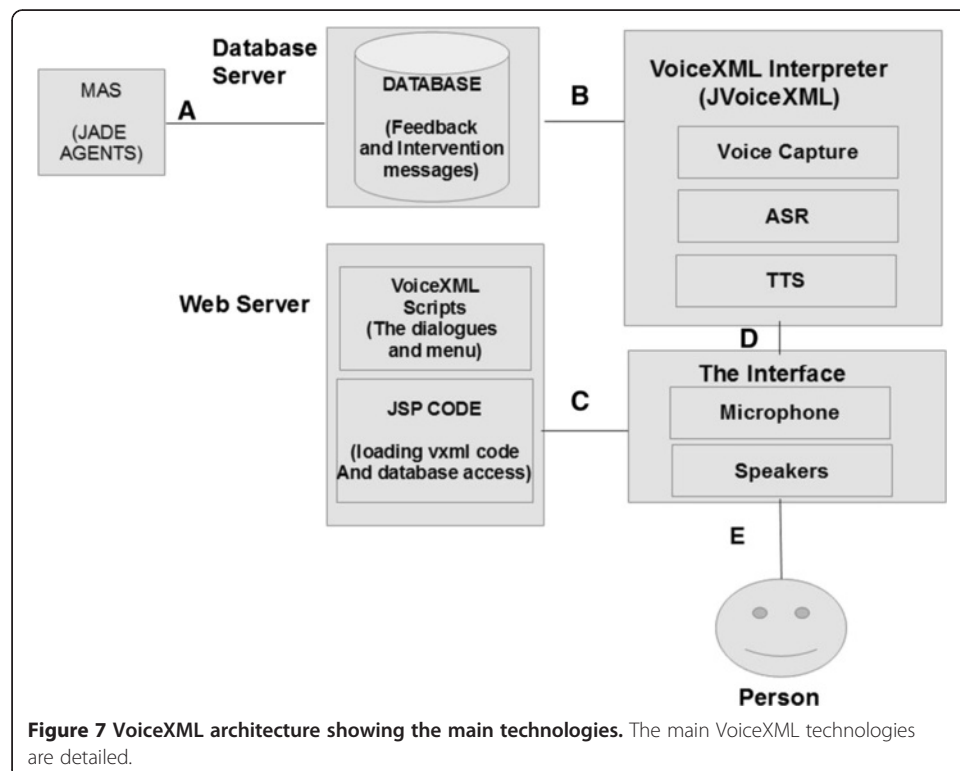 MAS
(JADE
AGENTS)
A
Database
Server
DATABASE
(Feedback
and Intervention
messages)
B
VoiceXML Interpreter
(JVoiceXML)
Voice Capture
ASR
TTS
Web Server
VoiceXML
Scripts
(The dialogues
and menu)
JSP CODE
(loading vxml code
And database access)
C
D
The Interface
Microphone
Speakers
E
Person
Figure 7 VoiceXML architecture showing the main technologies. The main VoiceXML technologies
are detailed.